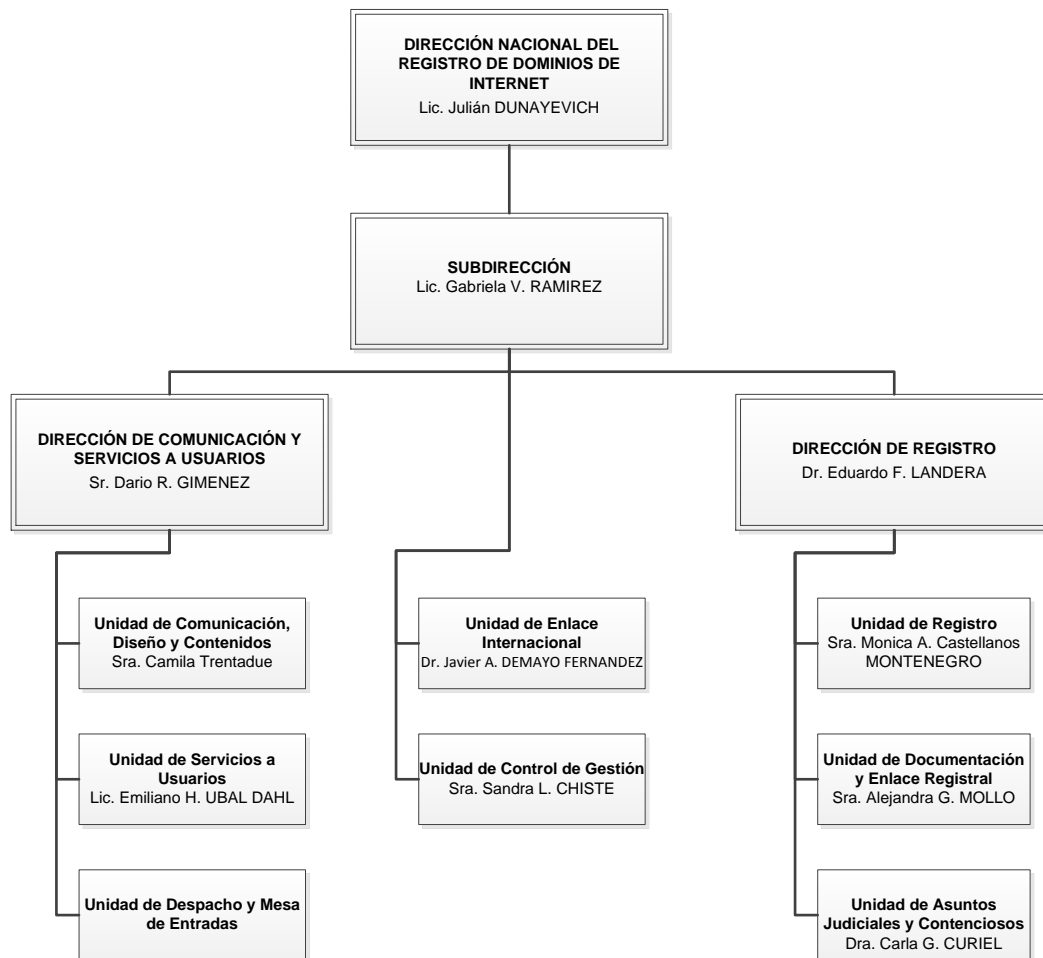 DIRECCIÓN NACIONAL DEL
REGISTRO DE DOMINIOS DE
INTERNET
Lic. Julián DUNAYEVICH
SUBDIRECCIÓN
Lic. Gabriela V. RAMIREZ
DIRECCIÓN DE COMUNICACIÓN Y
SERVICIOS A USUARIOS
Sr. Dario R. GIMENEZ
DIRECCIÓN DE REGISTRO
Dr. Eduardo F. LANDERA
Unidad de Comunicación,
Diseño y Contenidos
Sra. Camila Trentadue
Unidad de Enlace
Internacional
Dr. Javier A. DEMAYO FERNANDEZ
Unidad de Registro
Sra. Monica A. Castellanos
MONTENEGRO
Unidad de Servicios a
Usuarios
Lic. Emiliano H. UBAL DAHL
Unidad de Control de Gestión
Sra. Sandra L. CHISTE
Unidad de Documentación
y Enlace Registral
Sra. Alejandra G. MOLLO
Unidad de Despacho y Mesa
de Entradas
Unidad de Asuntos
Judiciales y Contenciosos
Dra. Carla G. CURIEL